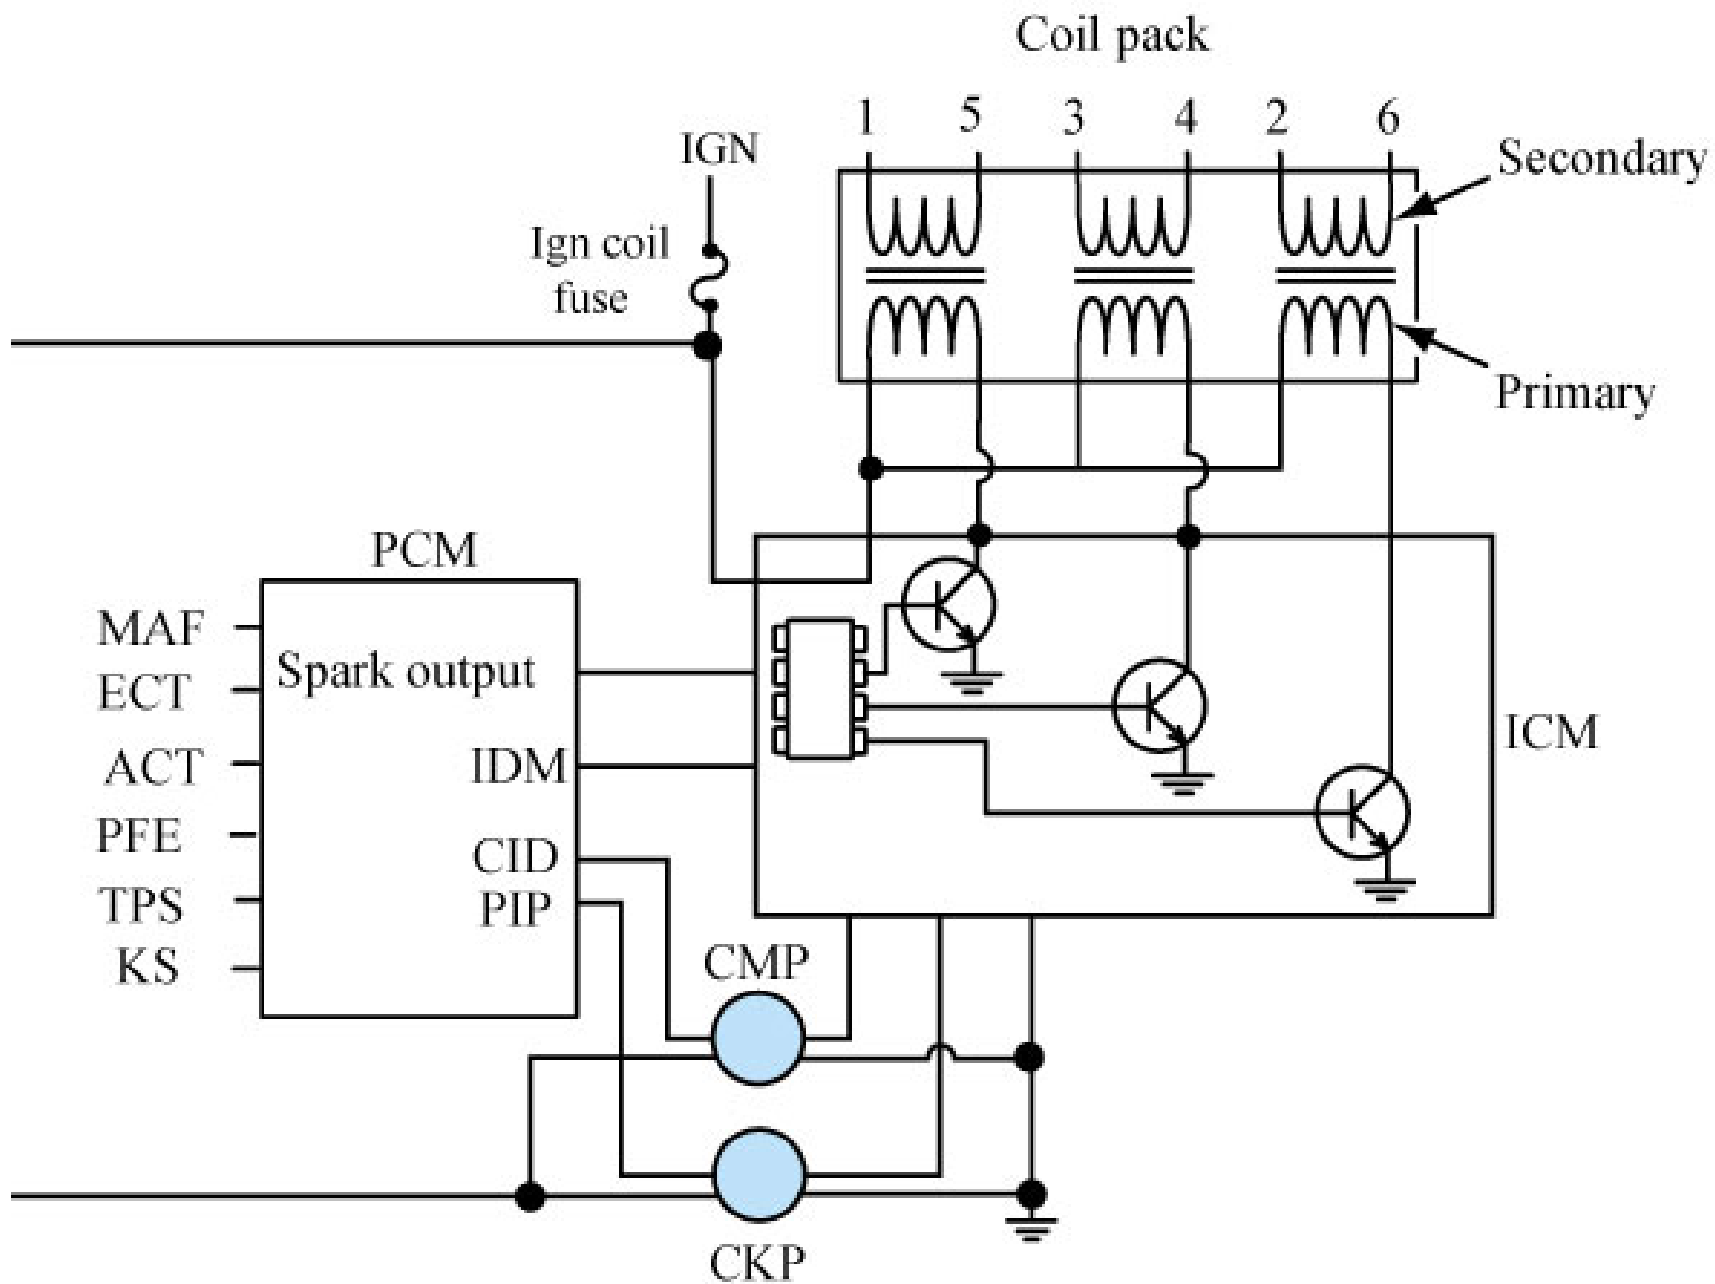 Coil pack
1 5 3 4 2 6
IGN
Secondary
Ign coil
fuse
Primary
PCM
MAF
Spark output
ECT
ICM
ACT
IDM
PFE
CID
TPS
PIP
KS
CMP
CKP